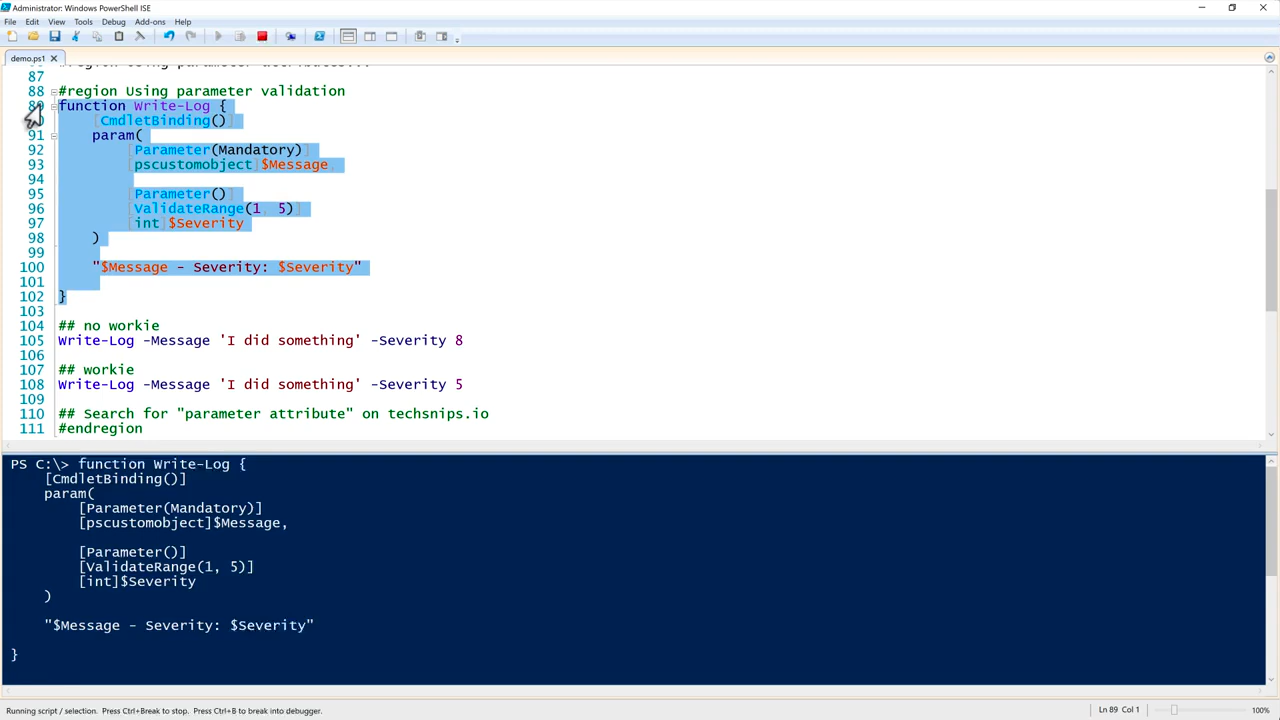 Administrator: Windows PowerShell ISE
File Edit View Tools Debug Add-ons Help
demo.ps1
87
88 #region Using parameter validation
89 function Write-Log {
[CmdletBinding()]
91 param(
92 [Parameter(Mandatory)]
93 [pscustomobject]$Message,
94
95 [Parameter()]
96 [ValidateRange(1, 5)]
97 [int]$Severity
98 )
99
100 "$Message - Severity: $Severity"
101
102 }
103
104 ## no workie
105 Write-Log -Message 'I did something' -Severity 8
106
107 ## workie
108 Write-Log -Message 'I did something' -Severity 5
109
110 ## Search for "parameter attribute" on techsnips.io
111 #endregion
PS C:\> function Write-Log {
[CmdletBinding()]
param(
[Parameter(Mandatory)]
[pscustomobject]$Message,
[Parameter()]
[ValidateRange(1, 5)]
[int]$Severity
)
"$Message - Severity: $Severity"
}
Running script / selection. Press Ctrl+Break to stop. Press Ctrl+B to break into debugger.
Ln 89 Col 1
100%